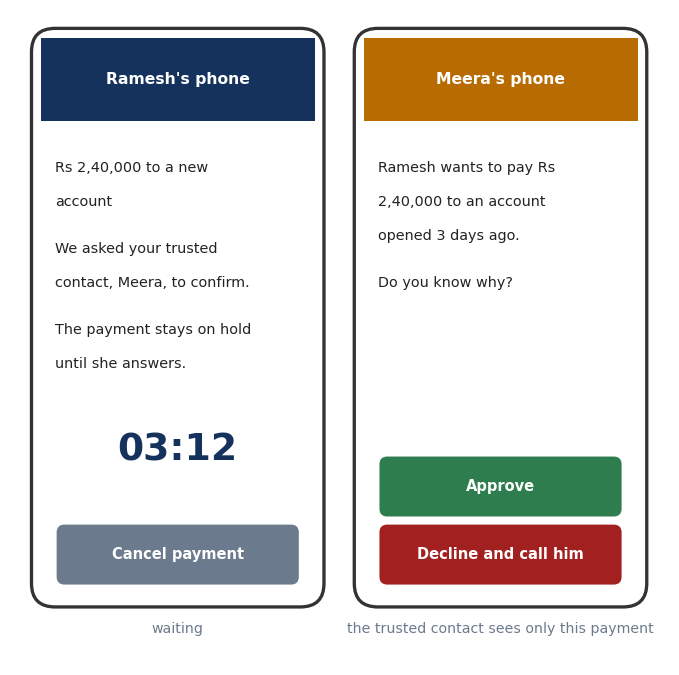 Ramesh's phone
Rs 2,40,000 to a new
account
We asked your trusted
contact, Meera, to confirm.
The payment stays on hold
until she answers.
03:12
Cancel payment
waiting
Meera's phone
Ramesh wants to pay Rs
2,40,000 to an account
opened 3 days ago.
Do you know why?
Approve
Decline and call him
the trusted contact sees only this payment